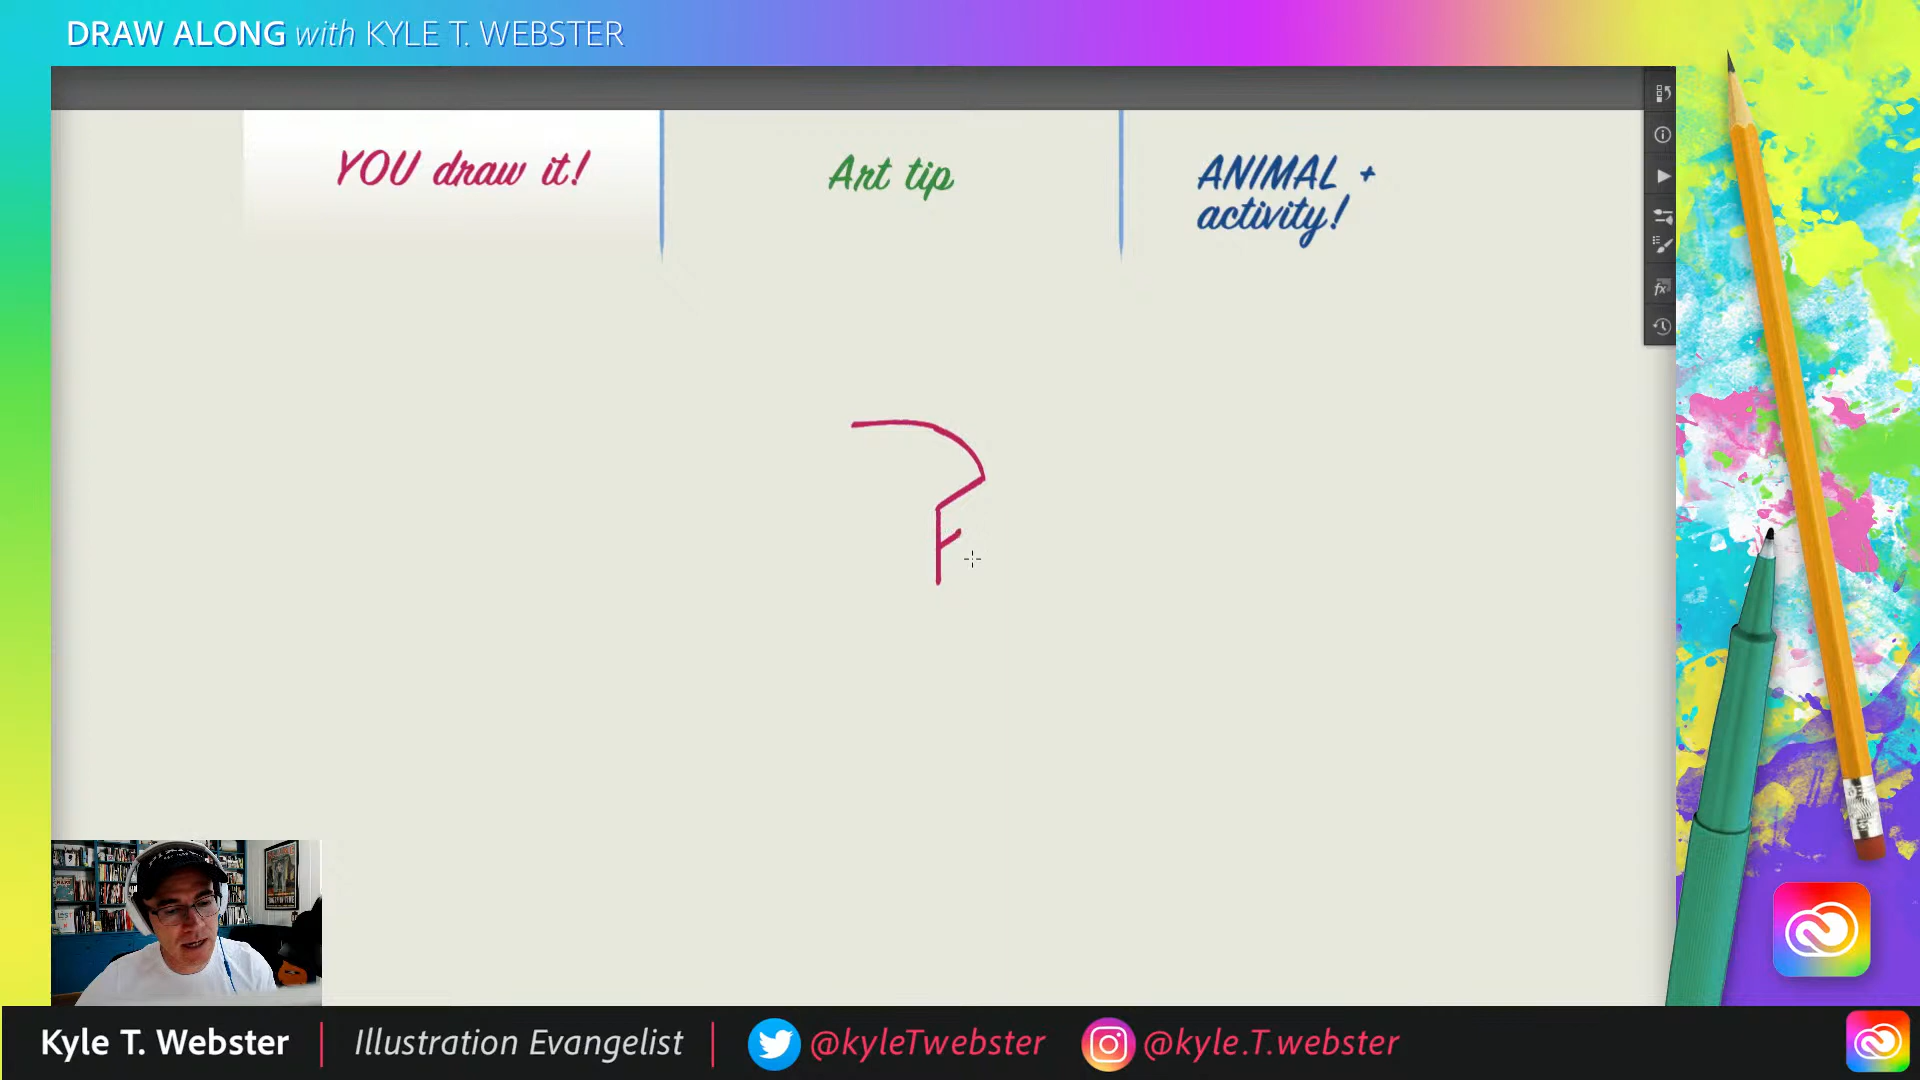 DRAW ALONG with KYLE T. WEBSTER
YOU draw it!
Art tip
ANIMAL +
activity!
fx
Kyle T. Webster | Illustration Evangelist | @kyleTwebster @kyle.T.webster